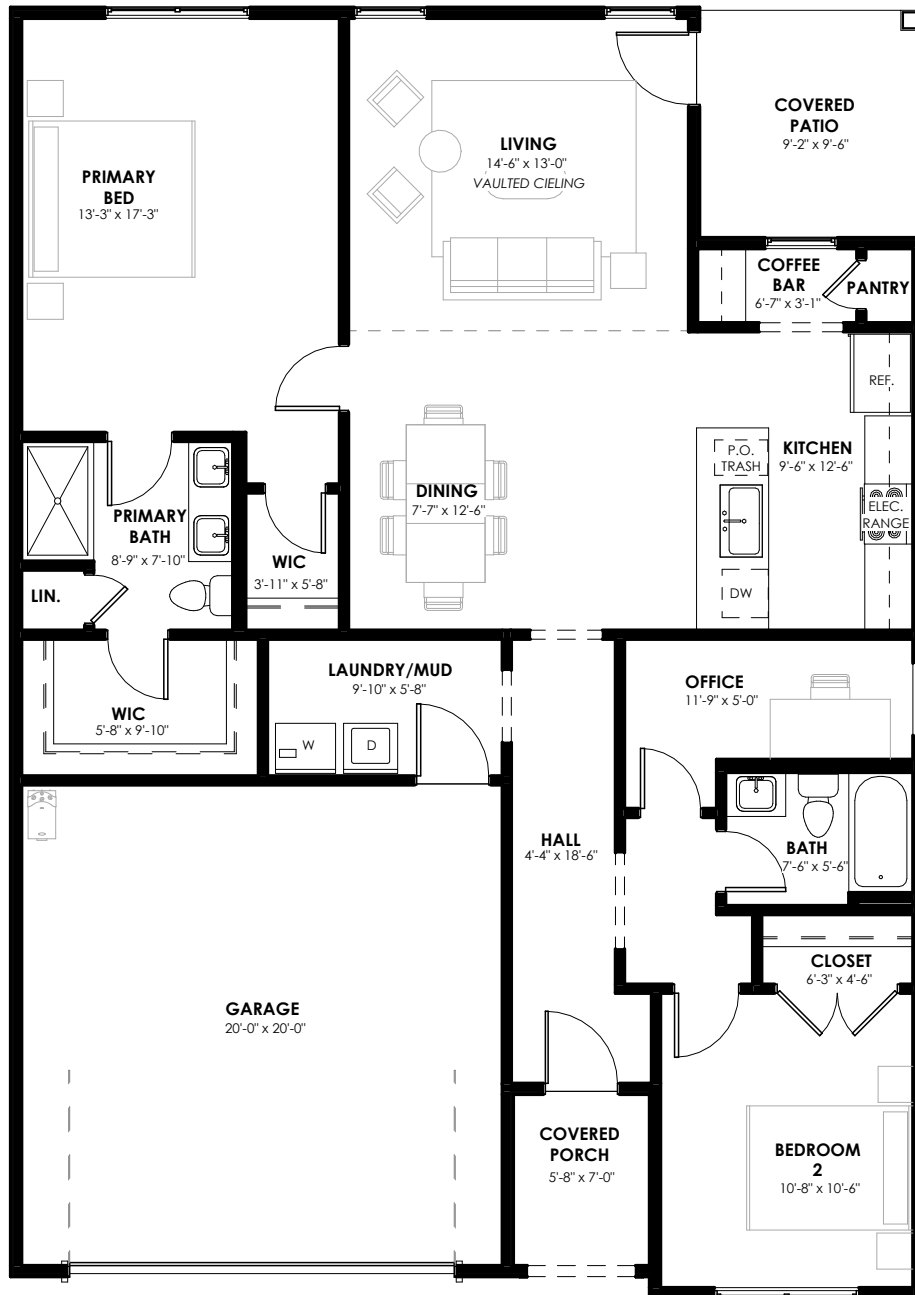 PRIMARY
BED
13'-3" x 17'-3"
LIVING
14'-6" x 13'-0"
VAULTED CIELING
COVERED
PATIO
9'-2" x 9'-6"
COFFEE
BAR
6'-7" x 3'-1"
PANTRY
REF.
KITCHEN
9'-6" x 12'-6"
P.O.
TRASH
ELEC.
RANGE
DW
DINING
7'-7" x 12'-6"
PRIMARY
BATH
8'-9" x 7'-10"
WIC
3'-11" x 5'-8"
LIN.
WIC
5'-8" x 9'-10"
LAUNDRY/MUD
9'-10" x 5'-8"
W
D
OFFICE
11'-9" x 5'-0"
HALL
4'-4" x 18'-6"
BATH
7'-6" x 5'-6"
CLOSET
6'-3" x 4'-6"
GARAGE
20'-0" x 20'-0"
COVERED
PORCH
5'-8" x 7'-0"
BEDROOM
2
10'-8" x 10'-6"